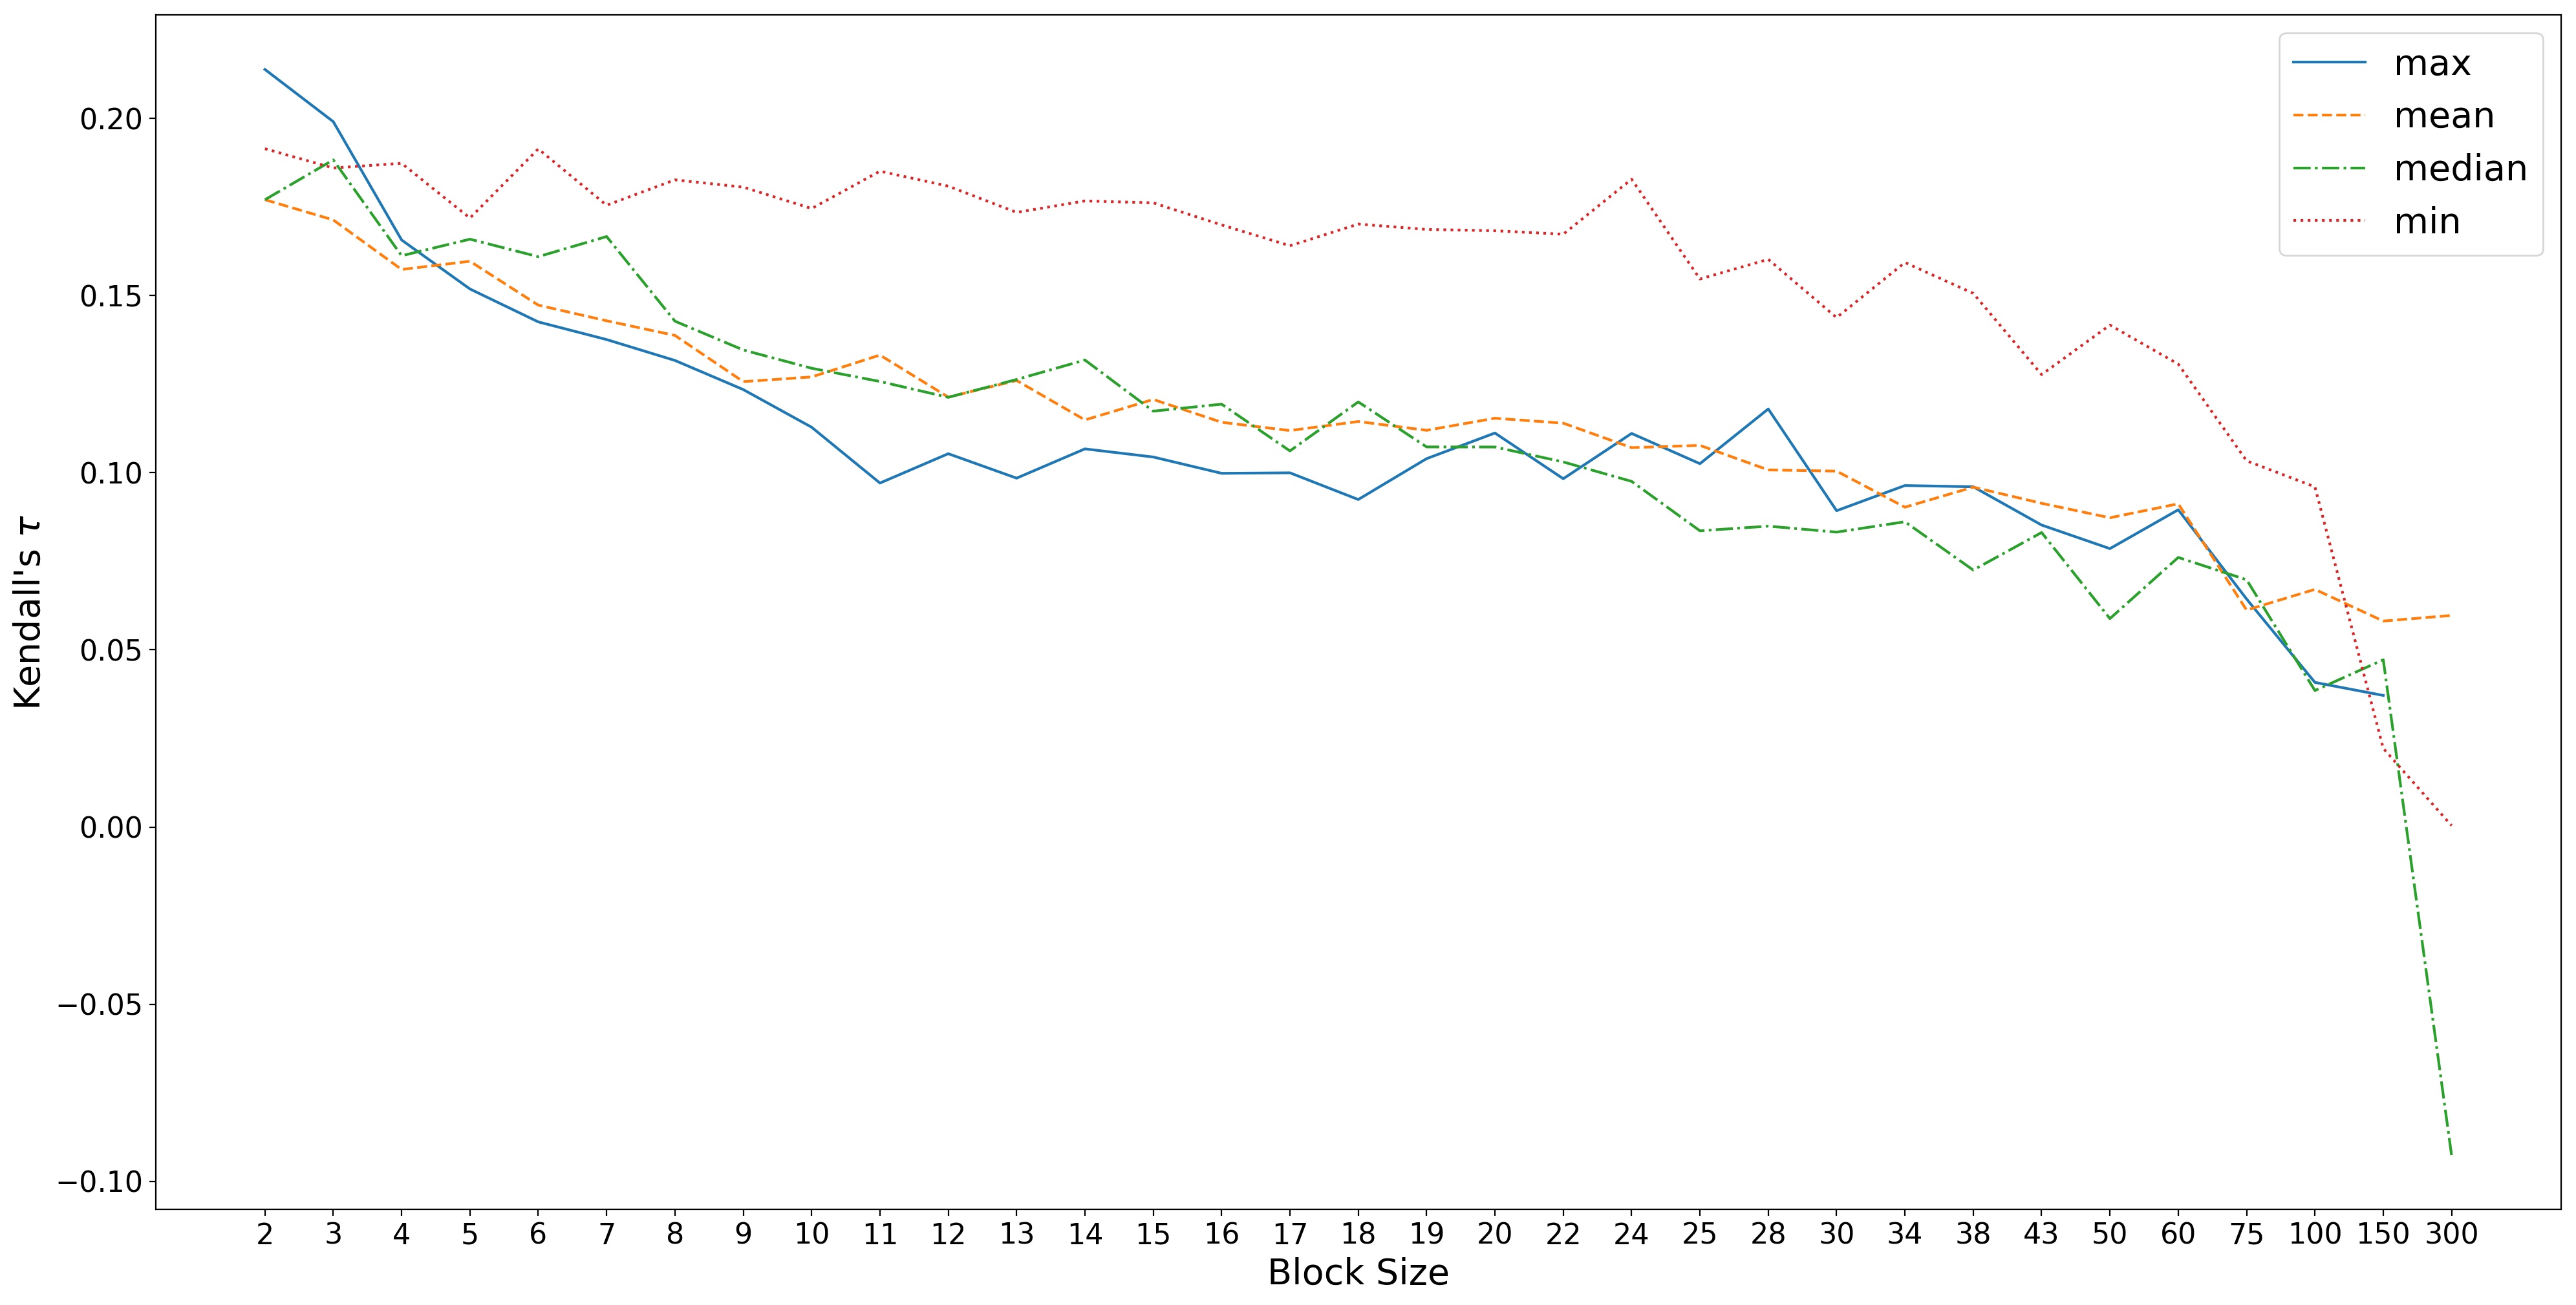 max
mean
median
min
0.20
0.15
0.10
0.05
0.00
−0.05
−0.10
Kendall's τ
2 3 4 5 6 7 8 9 10 11 12 13 14 15 16 17 18 19 20 22 24 25 28 30 34 38 43 50 60 75 100 150 300
Block Size